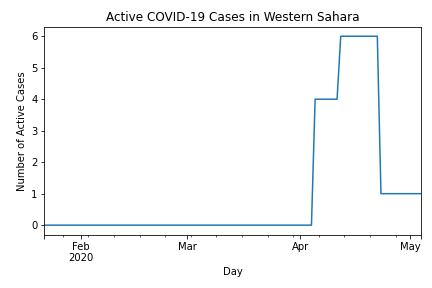 Active COVID-19 Cases in Western Sahara
6
5
4
3
2
1
0
Number of Active Cases
Feb
2020
Mar
Apr
May
Day